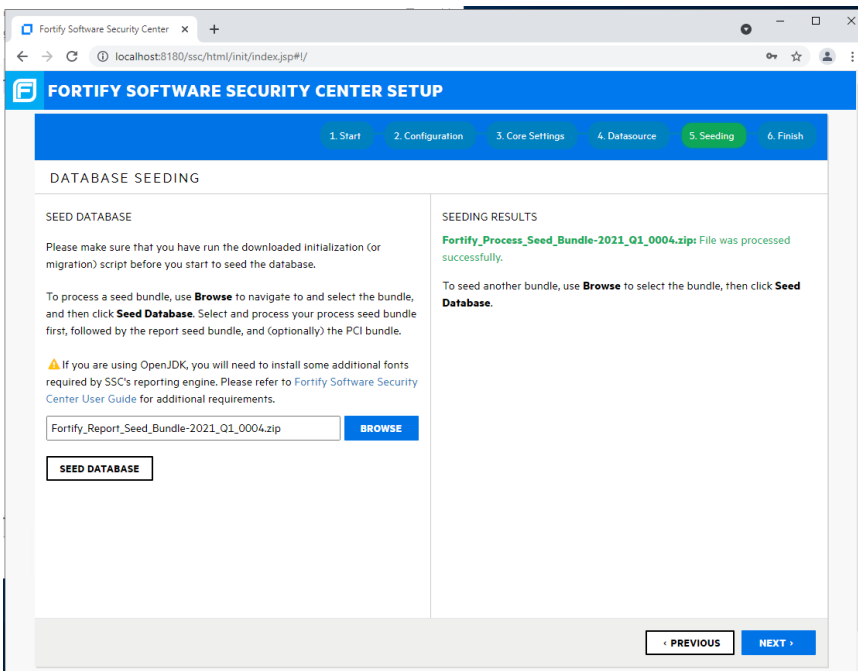 Fortify Software Security Center
localhost:8180/ssc/html/init/index.jsp#!/
FORTIFY SOFTWARE SECURITY CENTER SETUP
1. Start
2. Configuration
3. Core Settings
4. Datasource
5. Seeding
6. Finish
DATABASE SEEDING
SEED DATABASE
Please make sure that you have run the downloaded initialization (or
migration) script before you start to seed the database.
To process a seed bundle, use Browse to navigate to and select the bundle,
and then click Seed Database. Select and process your process seed bundle
first, followed by the report seed bundle, and (optionally) the PCI bundle.
If you are using OpenJDK, you will need to install some additional fonts
required by SSC's reporting engine. Please refer to Fortify Software Security
Center User Guide for additional requirements.
Fortify_Report_Seed_Bundle-2021_Q1_0004.zip
BROWSE
SEED DATABASE
SEEDING RESULTS
Fortify_Process_Seed_Bundle-2021_Q1_0004.zip: File was processed
successfully.
To seed another bundle, use Browse to select the bundle, then click Seed
Database.
‹ PREVIOUS
NEXT ›